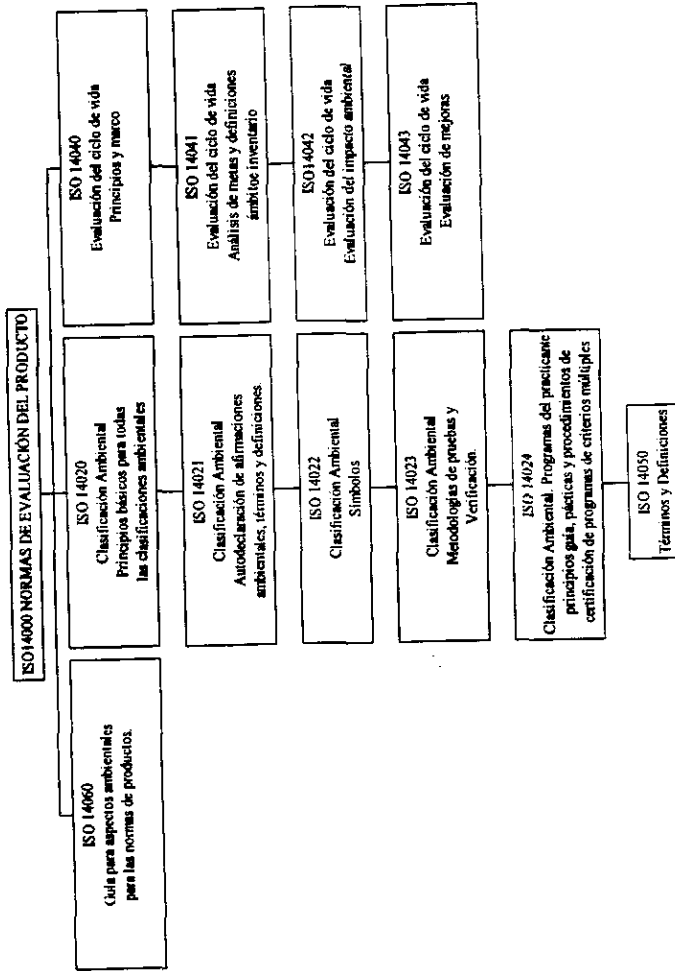 ISO14000 NORMAS DE EVALUACIÓN DEL PRODUCTO
ISO 14060
Guía para aspectos ambientales
para las normas de productos.
ISO 14020
Clasificación Ambiental
Principios básicos para todas
las clasificaciones ambientales
ISO 14021
Clasificación Ambiental
Autodeclaración de afirmaciones
ambientales, términos y definiciones.
ISO 14022
Clasificación Ambiental
Símbolos
ISO 14023
Clasificación Ambiental
Metodologías de pruebas y
Verificación.
ISO 14024
Clasificación Ambiental. Programas del practicante
principios guía, pácticas y procedimientos de
certificación de programas de criterios múltiples
ISO 14050
Términos y Definiciones
ISO 14040
Evaluación del ciclo de vida
Principios y marco
ISO 14041
Evaluación del ciclo de vida
Análisis de metas y definiciones
ámbitoe inventario
ISO14042
Evaluación del ciclo de vida
Evaluación del impacto ambiental
ISO 14043
Evaluación del ciclo de vida
Evaluación de mejoras